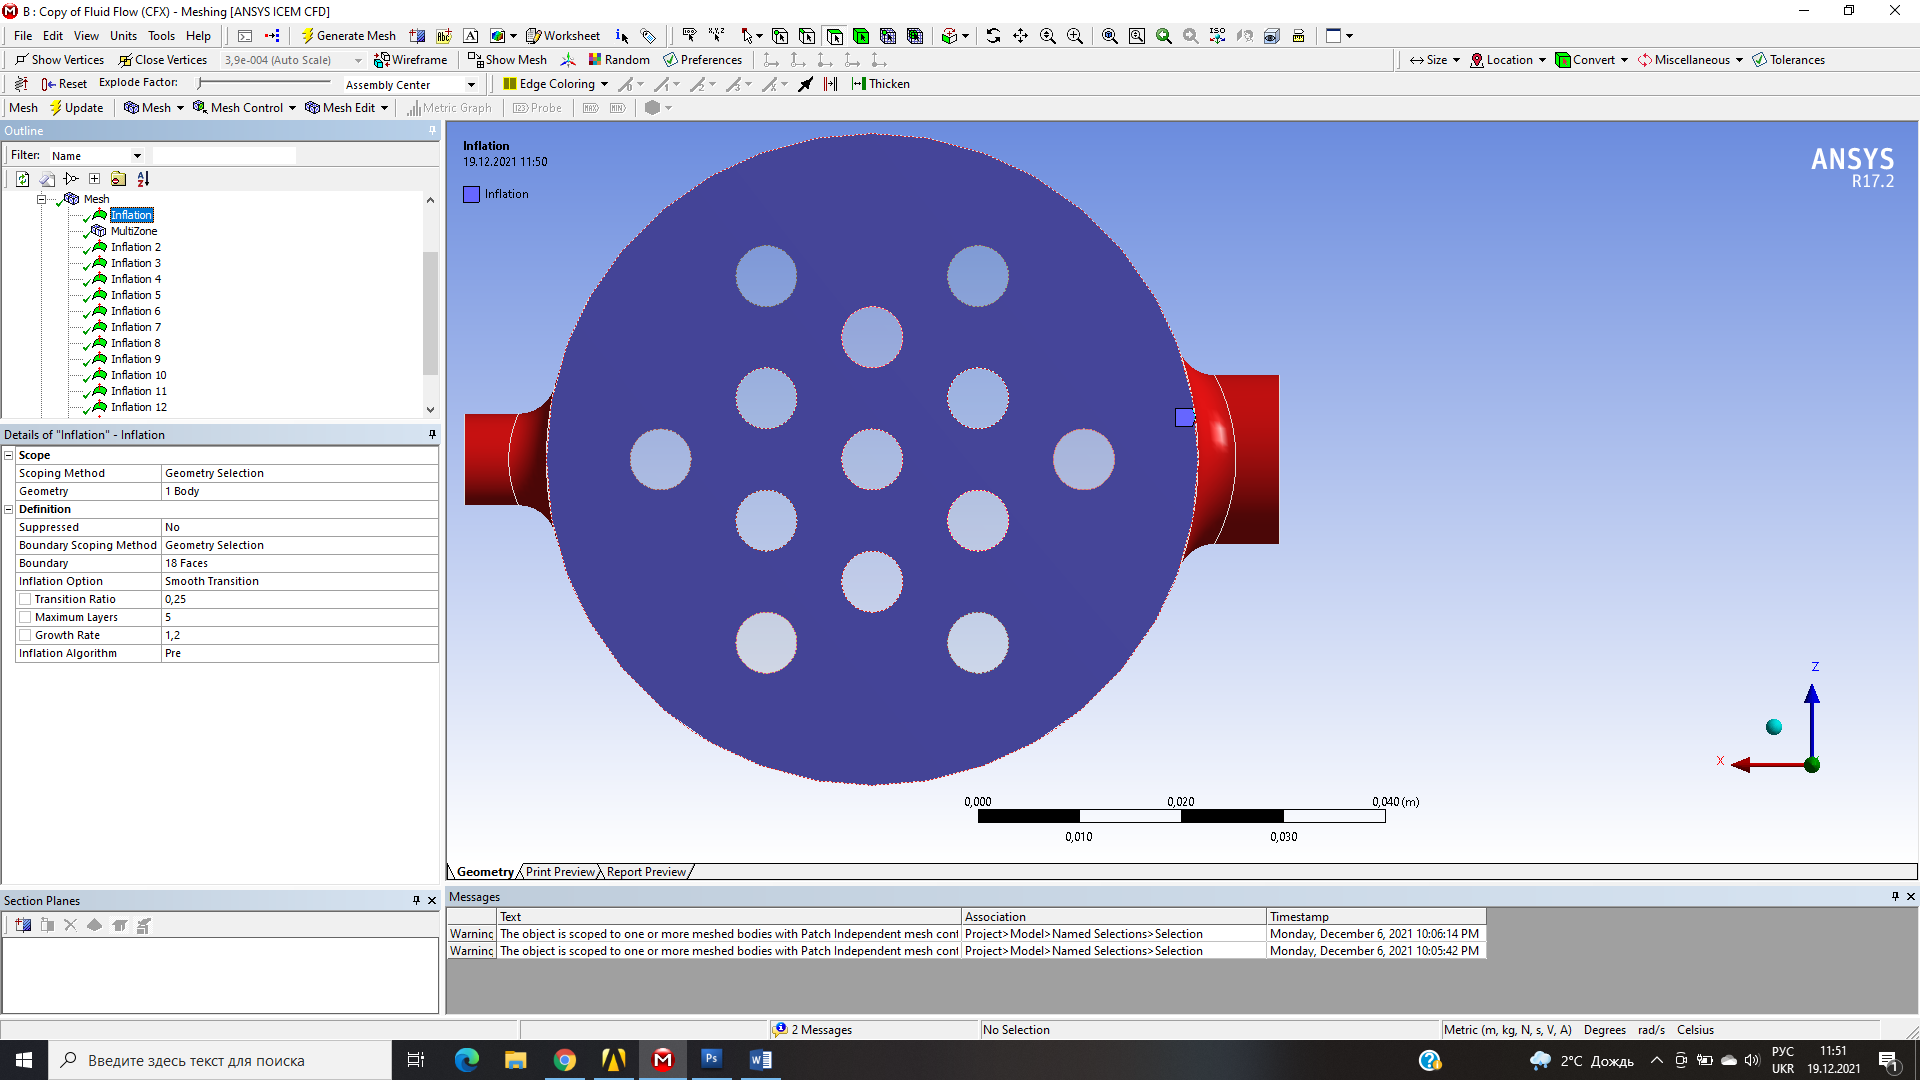 B : Copy of Fluid Flow (CFX) - Meshing [ANSYS ICEM CFD]
File Edit View Units Tools Help Generate Mesh Worksheet
Show Vertices Close Vertices 3,9e-004 (Auto Scale) Wireframe Show Mesh Random Preferences Size Location Convert Miscellaneous Tolerances
Reset Explode Factor: Assembly Center Edge Coloring Thicken
Mesh Update Mesh Mesh Control Mesh Edit Metric Graph Probe
Outline
Filter: Name
Mesh
Inflation
MultiZone
Inflation 2
Inflation 3
Inflation 4
Inflation 5
Inflation 6
Inflation 7
Inflation 8
Inflation 9
Inflation 10
Inflation 11
Inflation 12
Details of "Inflation" - Inflation
Scope
Scoping Method Geometry Selection
Geometry 1 Body
Definition
Suppressed No
Boundary Scoping Method Geometry Selection
Boundary 18 Faces
Inflation Option Smooth Transition
Transition Ratio 0,25
Maximum Layers 5
Growth Rate 1,2
Inflation Algorithm Pre
Section Planes
Inflation
19.12.2021 11:50
Inflation
ANSYS
R17.2
Z
X
0,000 0,020 0,040 (m)
0,010 0,030
Geometry Print Preview Report Preview
Messages
Text Association Timestamp
Warning The object is scoped to one or more meshed bodies with Patch Independent mesh cont Project>Model>Named Selections>Selection Monday, December 6, 2021 10:06:14 PM
Warning The object is scoped to one or more meshed bodies with Patch Independent mesh cont Project>Model>Named Selections>Selection Monday, December 6, 2021 10:05:42 PM
2 Messages No Selection Metric (m, kg, N, s, V, A) Degrees rad/s Celsius
Введите здесь текст для поиска
2°C Дождь
РУС
UKR
11:51
19.12.2021
1